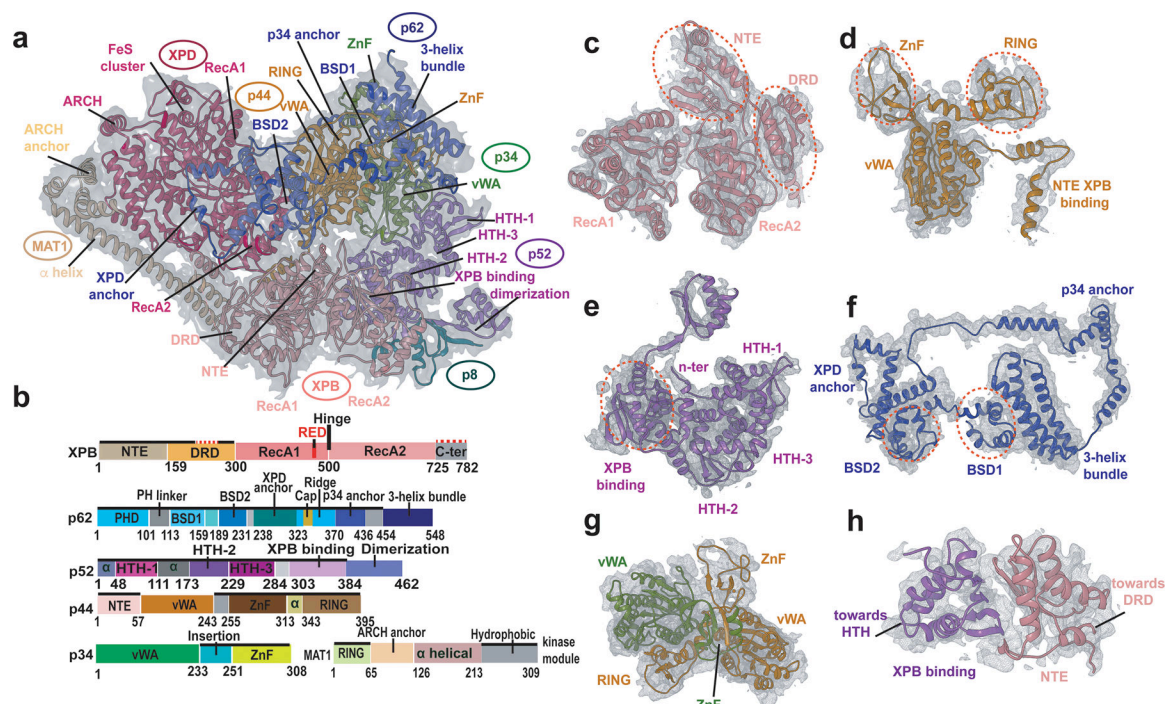 a
FeS
cluster
XPD
RecA1
ARCH
ARCH
anchor
MAT1
α helix
XPD
anchor
RecA2
p44
vWA
RING
BSD2
p34 anchor
BSD1
ZnF
p62
3-helix
bundle
ZnF
p34
vWA
HTH-1
HTH-3
HTH-2
p52
XPB binding
dimerization
DRD
NTE
RecA1
XPB
RecA2
p8
b
Hinge
RED
XPB
NTE
DRD
RecA1
RecA2
C-ter
1 159 300 500 725 782
PH linker
BSD2
XPD
anchor
Cap
Ridge
p34 anchor
3-helix bundle
p62
PHD
BSD1
1 101 113 159 189 231 238 323 370 436 454 548
HTH-2
XPB binding
Dimerization
p52
α
HTH-1
α
HTH-3
1 48 111 173 229 284 303 384 462
p44
NTE
vWA
ZnF
α
RING
1 57 243 255 313 343 395
Insertion
p34
vWA
ZnF
1 233 251 308
ARCH anchor
Hydrophobic
MAT1
RING
α helical
kinase
module
1 65 126 213 309
c
NTE
DRD
RecA1
RecA2
d
ZnF
RING
vWA
NTE XPB
binding
e
n-ter
HTH-1
HTH-3
XPB
binding
HTH-2
f
p34 anchor
XPD
anchor
BSD2
BSD1
3-helix
bundle
g
vWA
ZnF
vWA
RING
ZnF
h
towards
HTH
towards
DRD
XPB binding
NTE